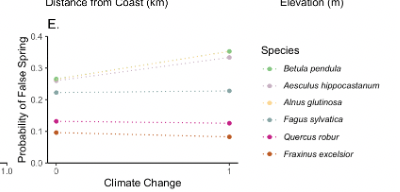 Distance from Coast (km)
Elevation (m)
E.
Probability of False Spring
0.4
0.3
0.2
0.1
0.0
0
1
1.0
Climate Change
Species
Betula pendula
Aesculus hippocastanum
Alnus glutinosa
Fagus sylvatica
Quercus robur
Fraxinus excelsior